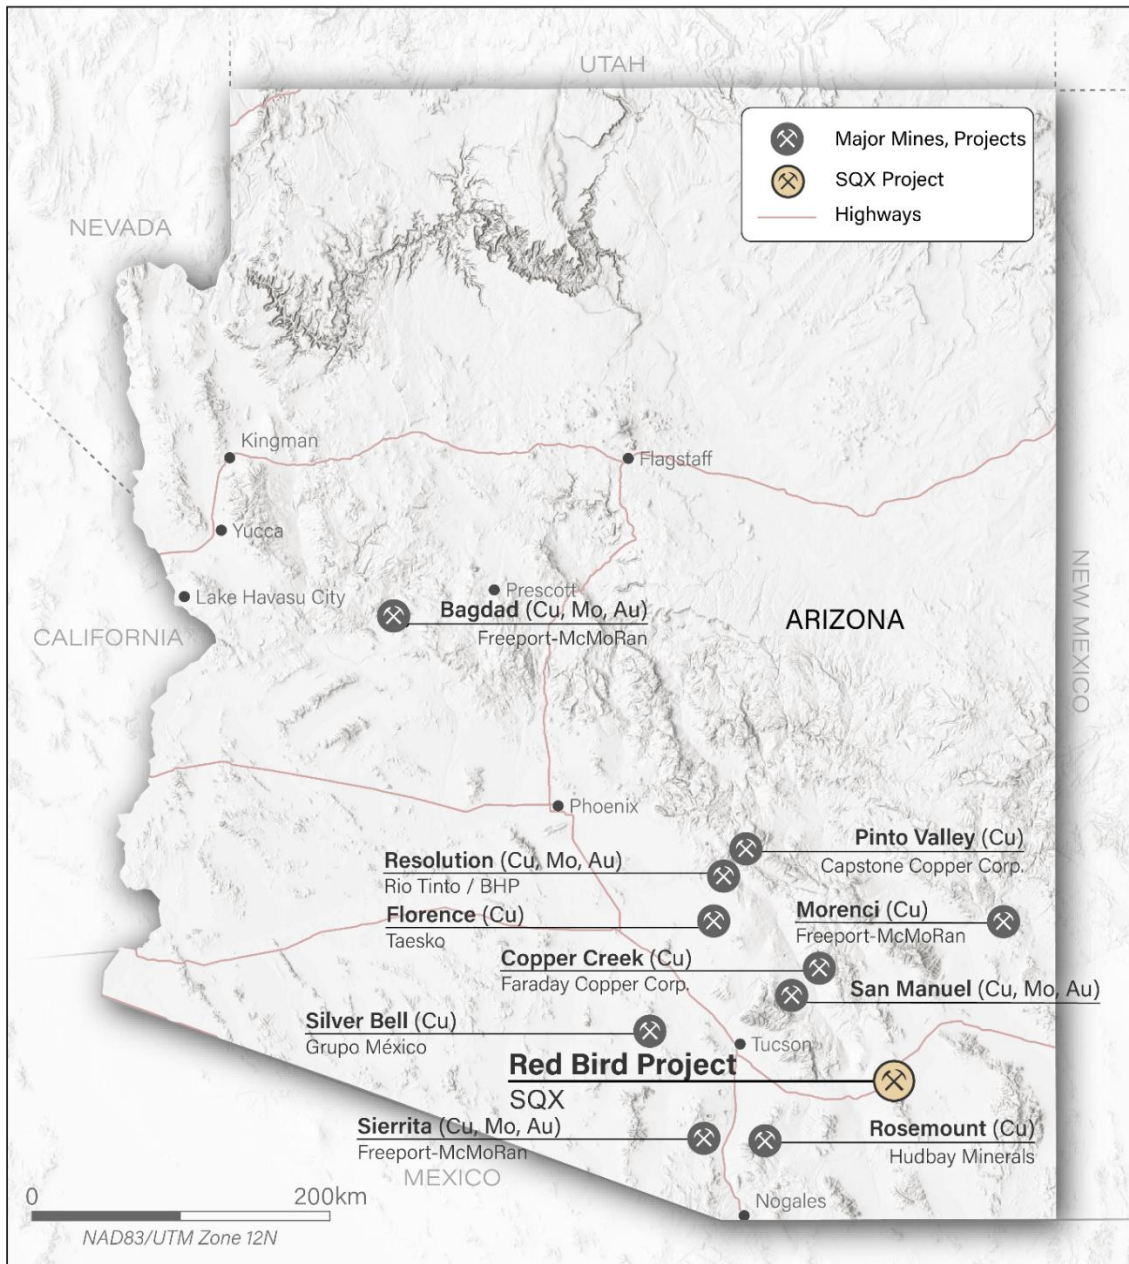 UTAH
Major Mines, Projects
SQX Project
Highways
NEVADA
Kingman
Flagstaff
Yucca
Lake Havasu City
Prescott
Bagdad (Cu, Mo, Au)
Freeport-McMoRan
ARIZONA
CALIFORNIA
NEW MEXICO
Phoenix
Pinto Valley (Cu)
Capstone Copper Corp.
Resolution (Cu, Mo, Au)
Rio Tinto / BHP
Florence (Cu)
Taesko
Morenci (Cu)
Freeport-McMoRan
Copper Creek (Cu)
Faraday Copper Corp.
San Manuel (Cu, Mo, Au)
Silver Bell (Cu)
Grupo México
Tucson
Red Bird Project
SQX
Sierrita (Cu, Mo, Au)
Freeport-McMoRan
Rosemount (Cu)
Hudbay Minerals
MEXICO
Nogales
0 200km
NAD83/UTM Zone 12N